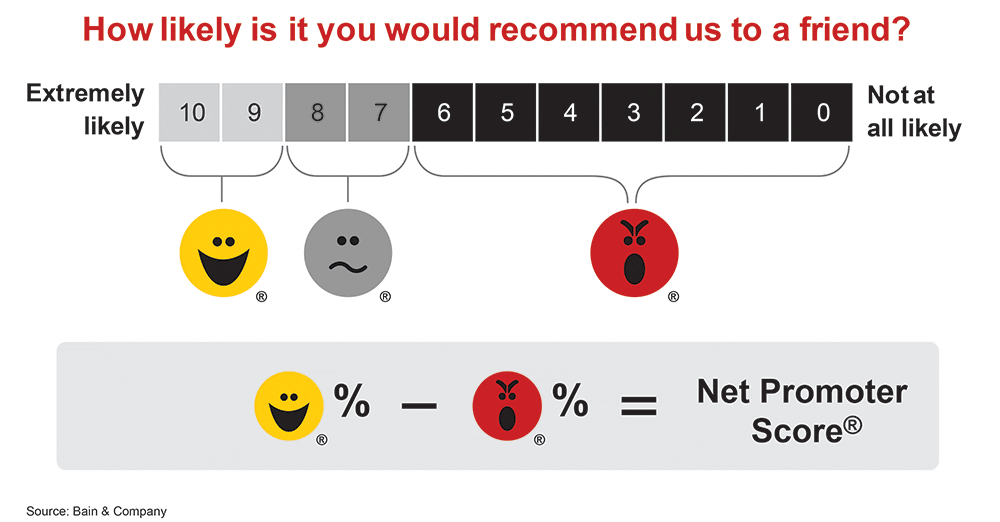 How likely is it you would recommend us to a friend?
Extremely
likely
10 9 8 7 6 5 4 3 2 1 0
Not at
all likely
® ® ®
® % – ® % = Net Promoter
Score®
Source: Bain & Company